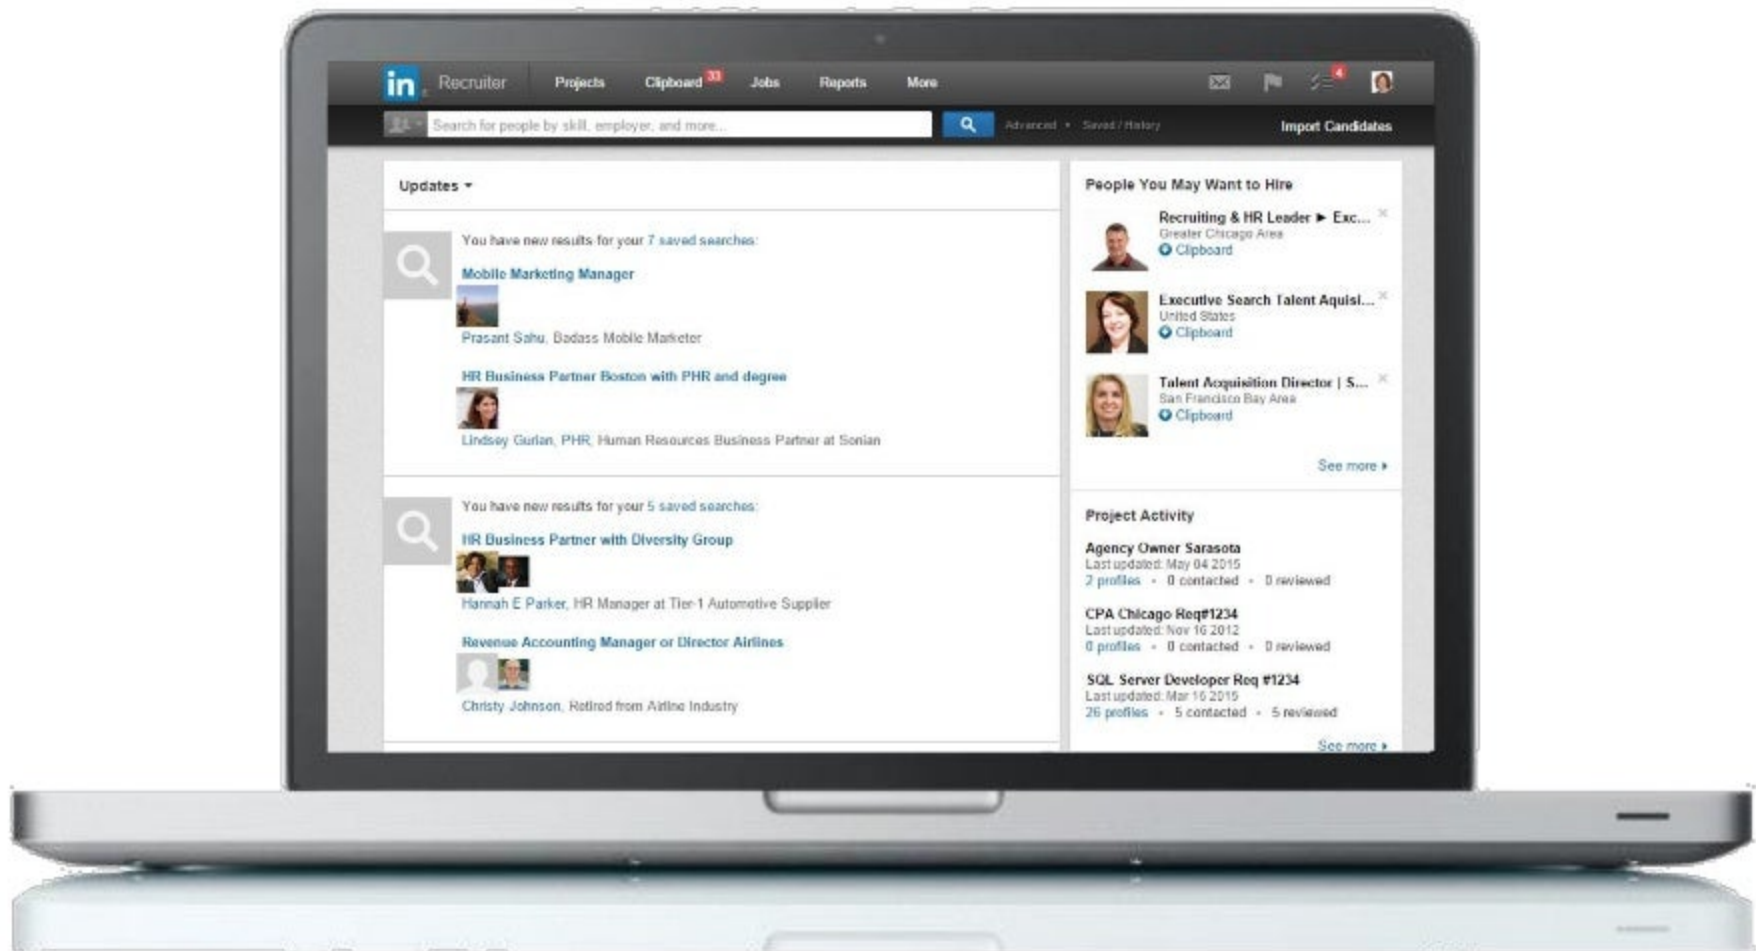 in Recruiter Projects Clipboard 33 Jobs Reports More 4
Search for people by skill, employer, and more... Advanced • Saved / History Import Candidates
Updates
You have new results for your 7 saved searches:
Mobile Marketing Manager
Prasant Sahu, Badass Mobile Marketer
HR Business Partner Boston with PHR and degree
Lindsey Gurian, PHR, Human Resources Business Partner at Sonian
You have new results for your 5 saved searches:
HR Business Partner with Diversity Group
Hannah E Parker, HR Manager at Tier-1 Automotive Supplier
Revenue Accounting Manager or Director Airlines
Christy Johnson, Retired from Airline Industry
People You May Want to Hire
Recruiting & HR Leader ► Exc...
Greater Chicago Area
Clipboard
Executive Search Talent Aquisi...
United States
Clipboard
Talent Acquisition Director | S...
San Francisco Bay Area
Clipboard
See more
Project Activity
Agency Owner Sarasota
Last updated: May 04 2015
2 profiles • 0 contacted • 0 reviewed
CPA Chicago Req#1234
Last updated: Nov 16 2012
0 profiles • 0 contacted • 0 reviewed
SQL Server Developer Req #1234
Last updated: Mar 16 2015
26 profiles • 5 contacted • 5 reviewed
See more